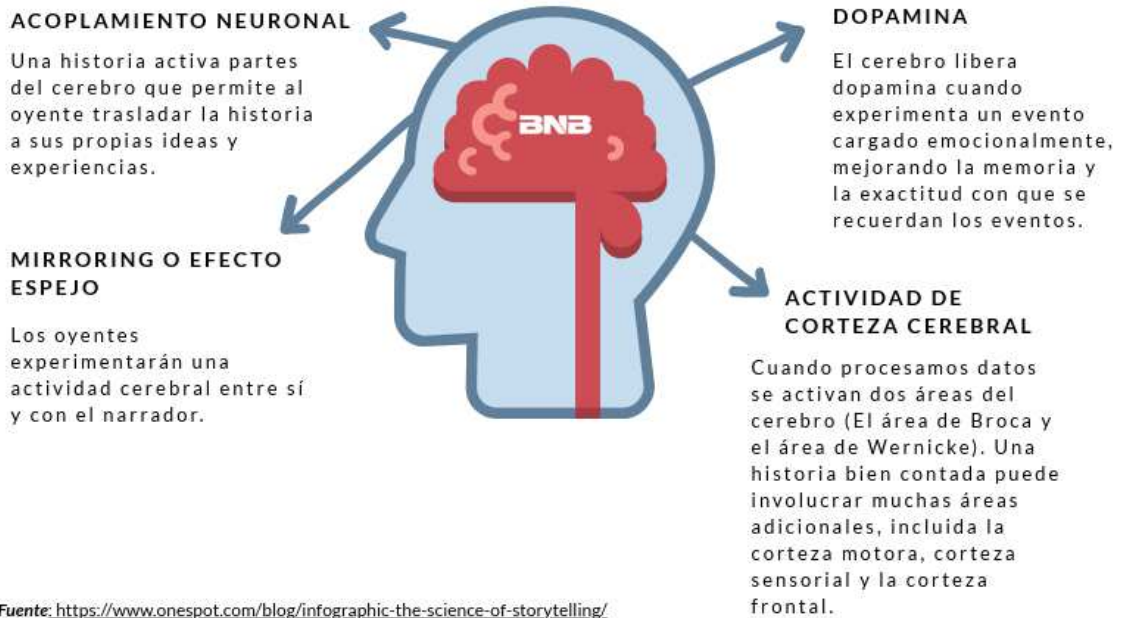 ACOPLAMIENTO NEURONAL
Una historia activa partes
del cerebro que permite al
oyente trasladar la historia
a sus propias ideas y
experiencias.
MIRRORING O EFECTO
ESPEJO
Los oyentes
experimentarán una
actividad cerebral entre sí
y con el narrador.
BNB
DOPAMINA
El cerebro libera
dopamina cuando
experimenta un evento
cargado emocionalmente,
mejorando la memoria y
la exactitud con que se
recuerdan los eventos.
ACTIVIDAD DE
CORTEZA CEREBRAL
Cuando procesamos datos
se activan dos áreas del
cerebro (El área de Broca y
el área de Wernicke). Una
historia bien contada puede
involucrar muchas áreas
adicionales, incluida la
corteza motora, corteza
sensorial y la corteza
frontal.
Fuente: https://www.onespot.com/blog/infographic-the-science-of-storytelling/